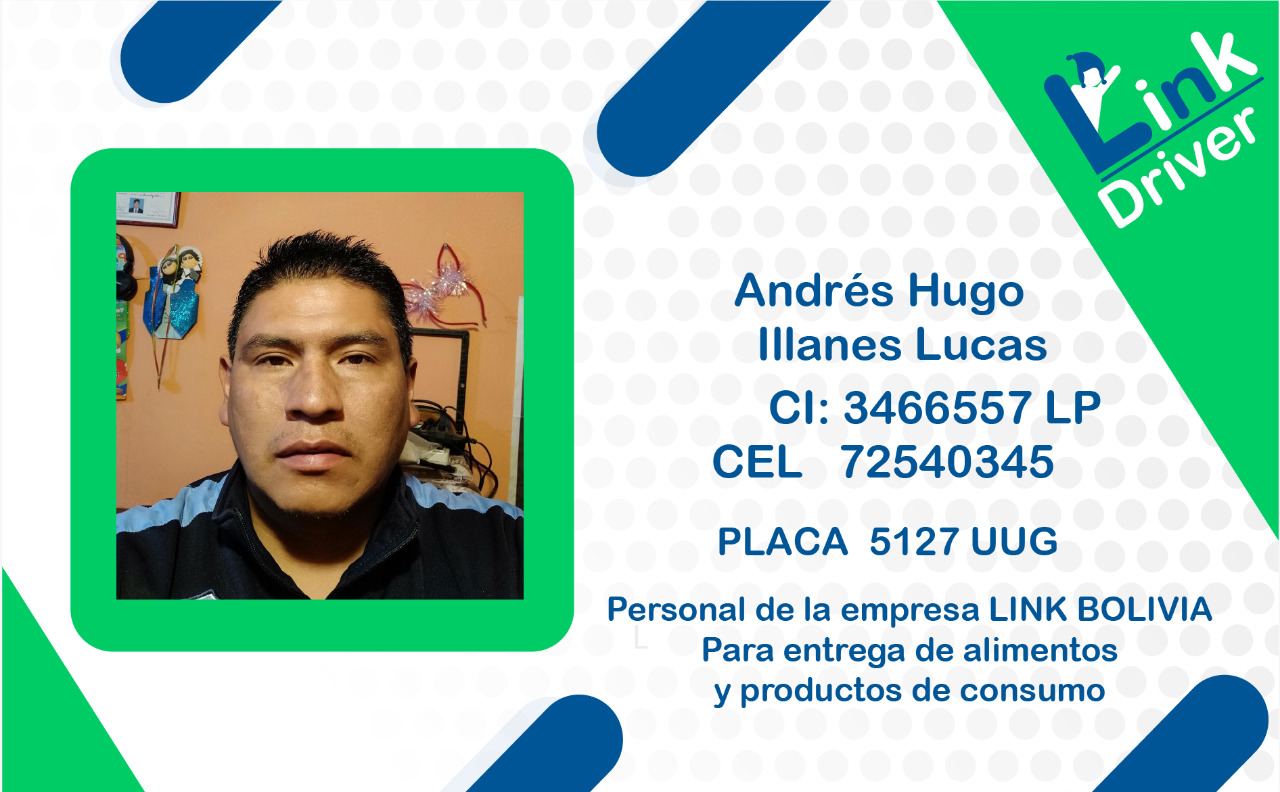 Link
Driver
Andrés Hugo
Illanes Lucas
CI: 3466557 LP
CEL 72540345
PLACA 5127 UUG
Personal de la empresa LINK BOLIVIA
L
Para entrega de alimentos
y productos de consumo